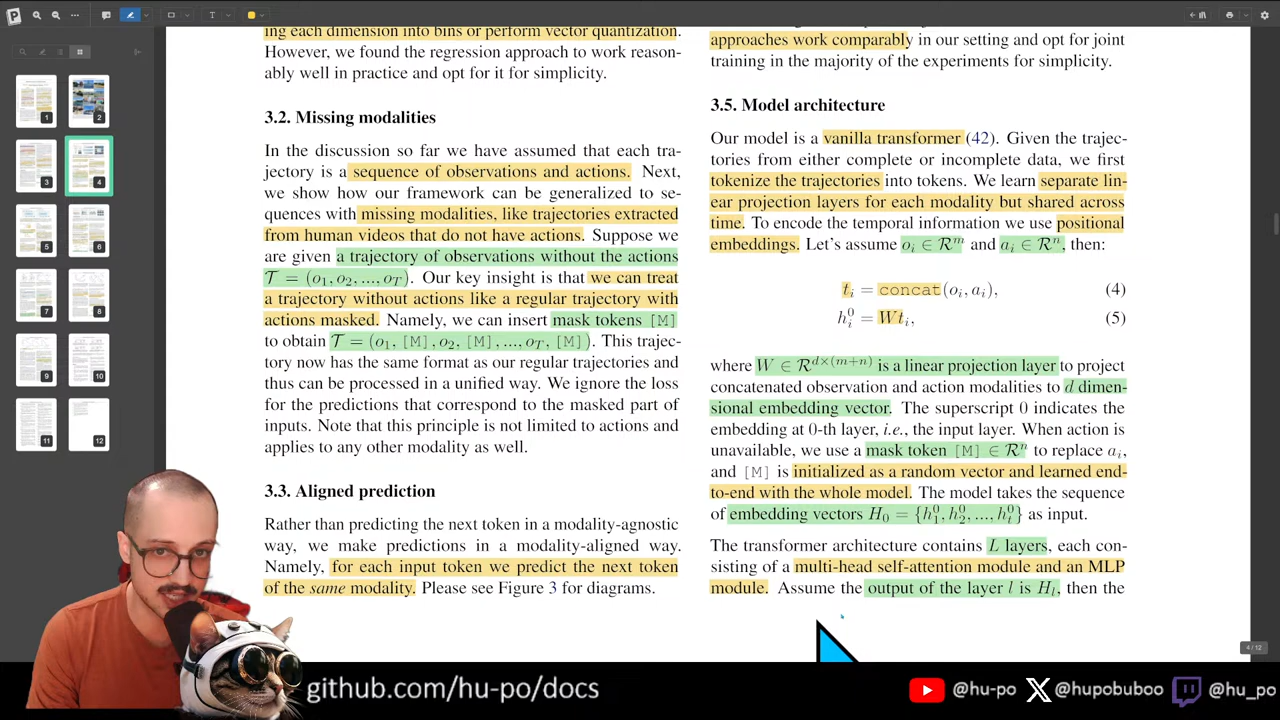 ing each dimension into bins or perform vector quantization.
However, we found the regression approach to work reason-
ably well in practice and opt for it for simplicity.
3.2. Missing modalities
In the discussion so far we have assumed that each tra-
jectory is a sequence of observations and actions. Next,
we show how our framework can be generalized to se-
quences with missing modalities, like trajectories extracted
from human videos that do not have actions. Suppose we
are given a trajectory of observations without the actions
𝒯 = (o₁, o₂, ..., o_T). Our key insight is that we can treat
a trajectory without actions like a regular trajectory with
actions masked. Namely, we can insert mask tokens [M]
to obtain 𝒯 = o₁, [M], o₂, [M], ..., o_T, [M]). This trajec-
tory now has the same form as our regular trajectories and
thus can be processed in a unified way. We ignore the loss
for the predictions that correspond to the masked part of
inputs. Note that this principle is not limited to actions and
applies to any other modality as well.
3.3. Aligned prediction
Rather than predicting the next token in a modality-agnostic
way, we make predictions in a modality-aligned way.
Namely, for each input token we predict the next token
of the same modality. Please see Figure 3 for diagrams.
approaches work comparably in our setting and opt for joint
training in the majority of the experiments for simplicity.
3.5. Model architecture
Our model is a vanilla transformer (42). Given the trajec-
tories from either complete or incomplete data, we first
tokenize the trajectories into tokens. We learn separate lin-
ear projection layers for each modality but shared across
time. To encode the temporal information we use positional
embeddings. Let's assume oᵢ ∈ ℛᵐ and aᵢ ∈ ℛⁿ, then:
tᵢ = concat(oᵢ, aᵢ), (4)
hᵢ⁰ = Wtᵢ, (5)
where W ∈ ℛ^{d×(m+n)} is a linear projection layer to project
concatenated observation and action modalities to d dimen-
sional embedding vector. The superscript 0 indicates the
embedding at 0-th layer, i.e., the input layer. When action is
unavailable, we use a mask token [M] ∈ ℛⁿ to replace aᵢ,
and [M] is initialized as a random vector and learned end-
to-end with the whole model. The model takes the sequence
of embedding vectors H₀ = {h₁⁰, h₂⁰, ..., h_t⁰} as input.
The transformer architecture contains L layers, each con-
sisting of a multi-head self-attention module and an MLP
module. Assume the output of the layer l is H_l, then the
1
2
3
4
5
6
7
8
9
10
11
12
4 / 12
github.com/hu-po/docs
@hu-po
@hupobuboo
@hu_po